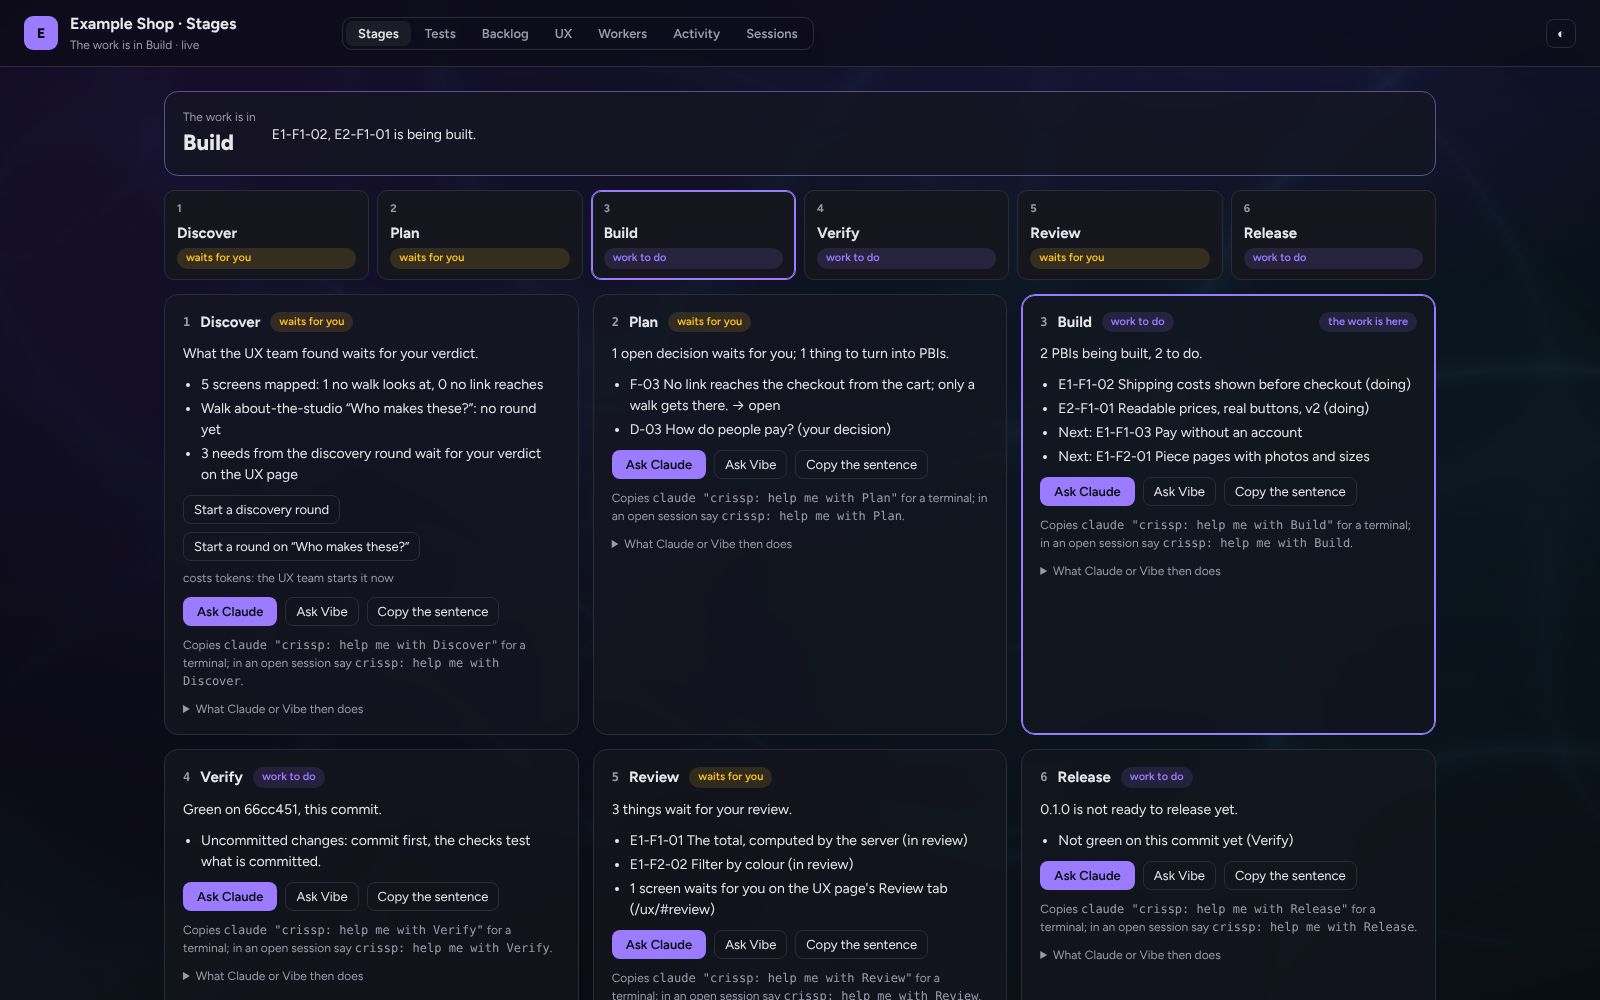 E
Example Shop · Stages
The work is in Build · live
Stages
Tests
Backlog
UX
Workers
Activity
Sessions
The work is in
Build
E1-F1-02, E2-F1-01 is being built.
1
Discover
waits for you
2
Plan
waits for you
3
Build
work to do
4
Verify
work to do
5
Review
waits for you
6
Release
work to do
1 Discover waits for you
What the UX team found waits for your verdict.
• 5 screens mapped: 1 no walk looks at, 0 no link reaches
• Walk about-the-studio “Who makes these?”: no round
yet
• 3 needs from the discovery round wait for your verdict
on the UX page
Start a discovery round
Start a round on “Who makes these?”
costs tokens: the UX team starts it now
Ask Claude
Ask Vibe
Copy the sentence
Copies claude "crissp: help me with Discover" for a
terminal; in an open session say crissp: help me with
Discover.
▶ What Claude or Vibe then does
2 Plan waits for you
1 open decision waits for you; 1 thing to turn into PBIs.
• F-03 No link reaches the checkout from the cart; only a
walk gets there. → open
• D-03 How do people pay? (your decision)
Ask Claude
Ask Vibe
Copy the sentence
Copies claude "crissp: help me with Plan" for a terminal; in
an open session say crissp: help me with Plan.
▶ What Claude or Vibe then does
3 Build work to do the work is here
2 PBIs being built, 2 to do.
• E1-F1-02 Shipping costs shown before checkout (doing)
• E2-F1-01 Readable prices, real buttons, v2 (doing)
• Next: E1-F1-03 Pay without an account
• Next: E1-F2-01 Piece pages with photos and sizes
Ask Claude
Ask Vibe
Copy the sentence
Copies claude "crissp: help me with Build" for a terminal;
in an open session say crissp: help me with Build.
▶ What Claude or Vibe then does
4 Verify work to do
Green on 66cc451, this commit.
• Uncommitted changes: commit first, the checks test
what is committed.
Ask Claude
Ask Vibe
Copy the sentence
Copies claude "crissp: help me with Verify" for a
terminal; in an open session say crissp: help me with Verify.
▶ What Claude or Vibe then does
5 Review waits for you
3 things wait for your review.
• E1-F1-01 The total, computed by the server (in review)
• E1-F2-02 Filter by colour (in review)
• 1 screen waits for you on the UX page's Review tab
(/ux/#review)
Ask Claude
Ask Vibe
Copy the sentence
Copies claude "crissp: help me with Review" for a
terminal; in an open session say crissp: help me with Review.
6 Release work to do
0.1.0 is not ready to release yet.
• Not green on this commit yet (Verify)
Ask Claude
Ask Vibe
Copy the sentence
Copies claude "crissp: help me with Release" for a
terminal; in an open session say crissp: help me with Release.
▶ What Claude or Vibe then does